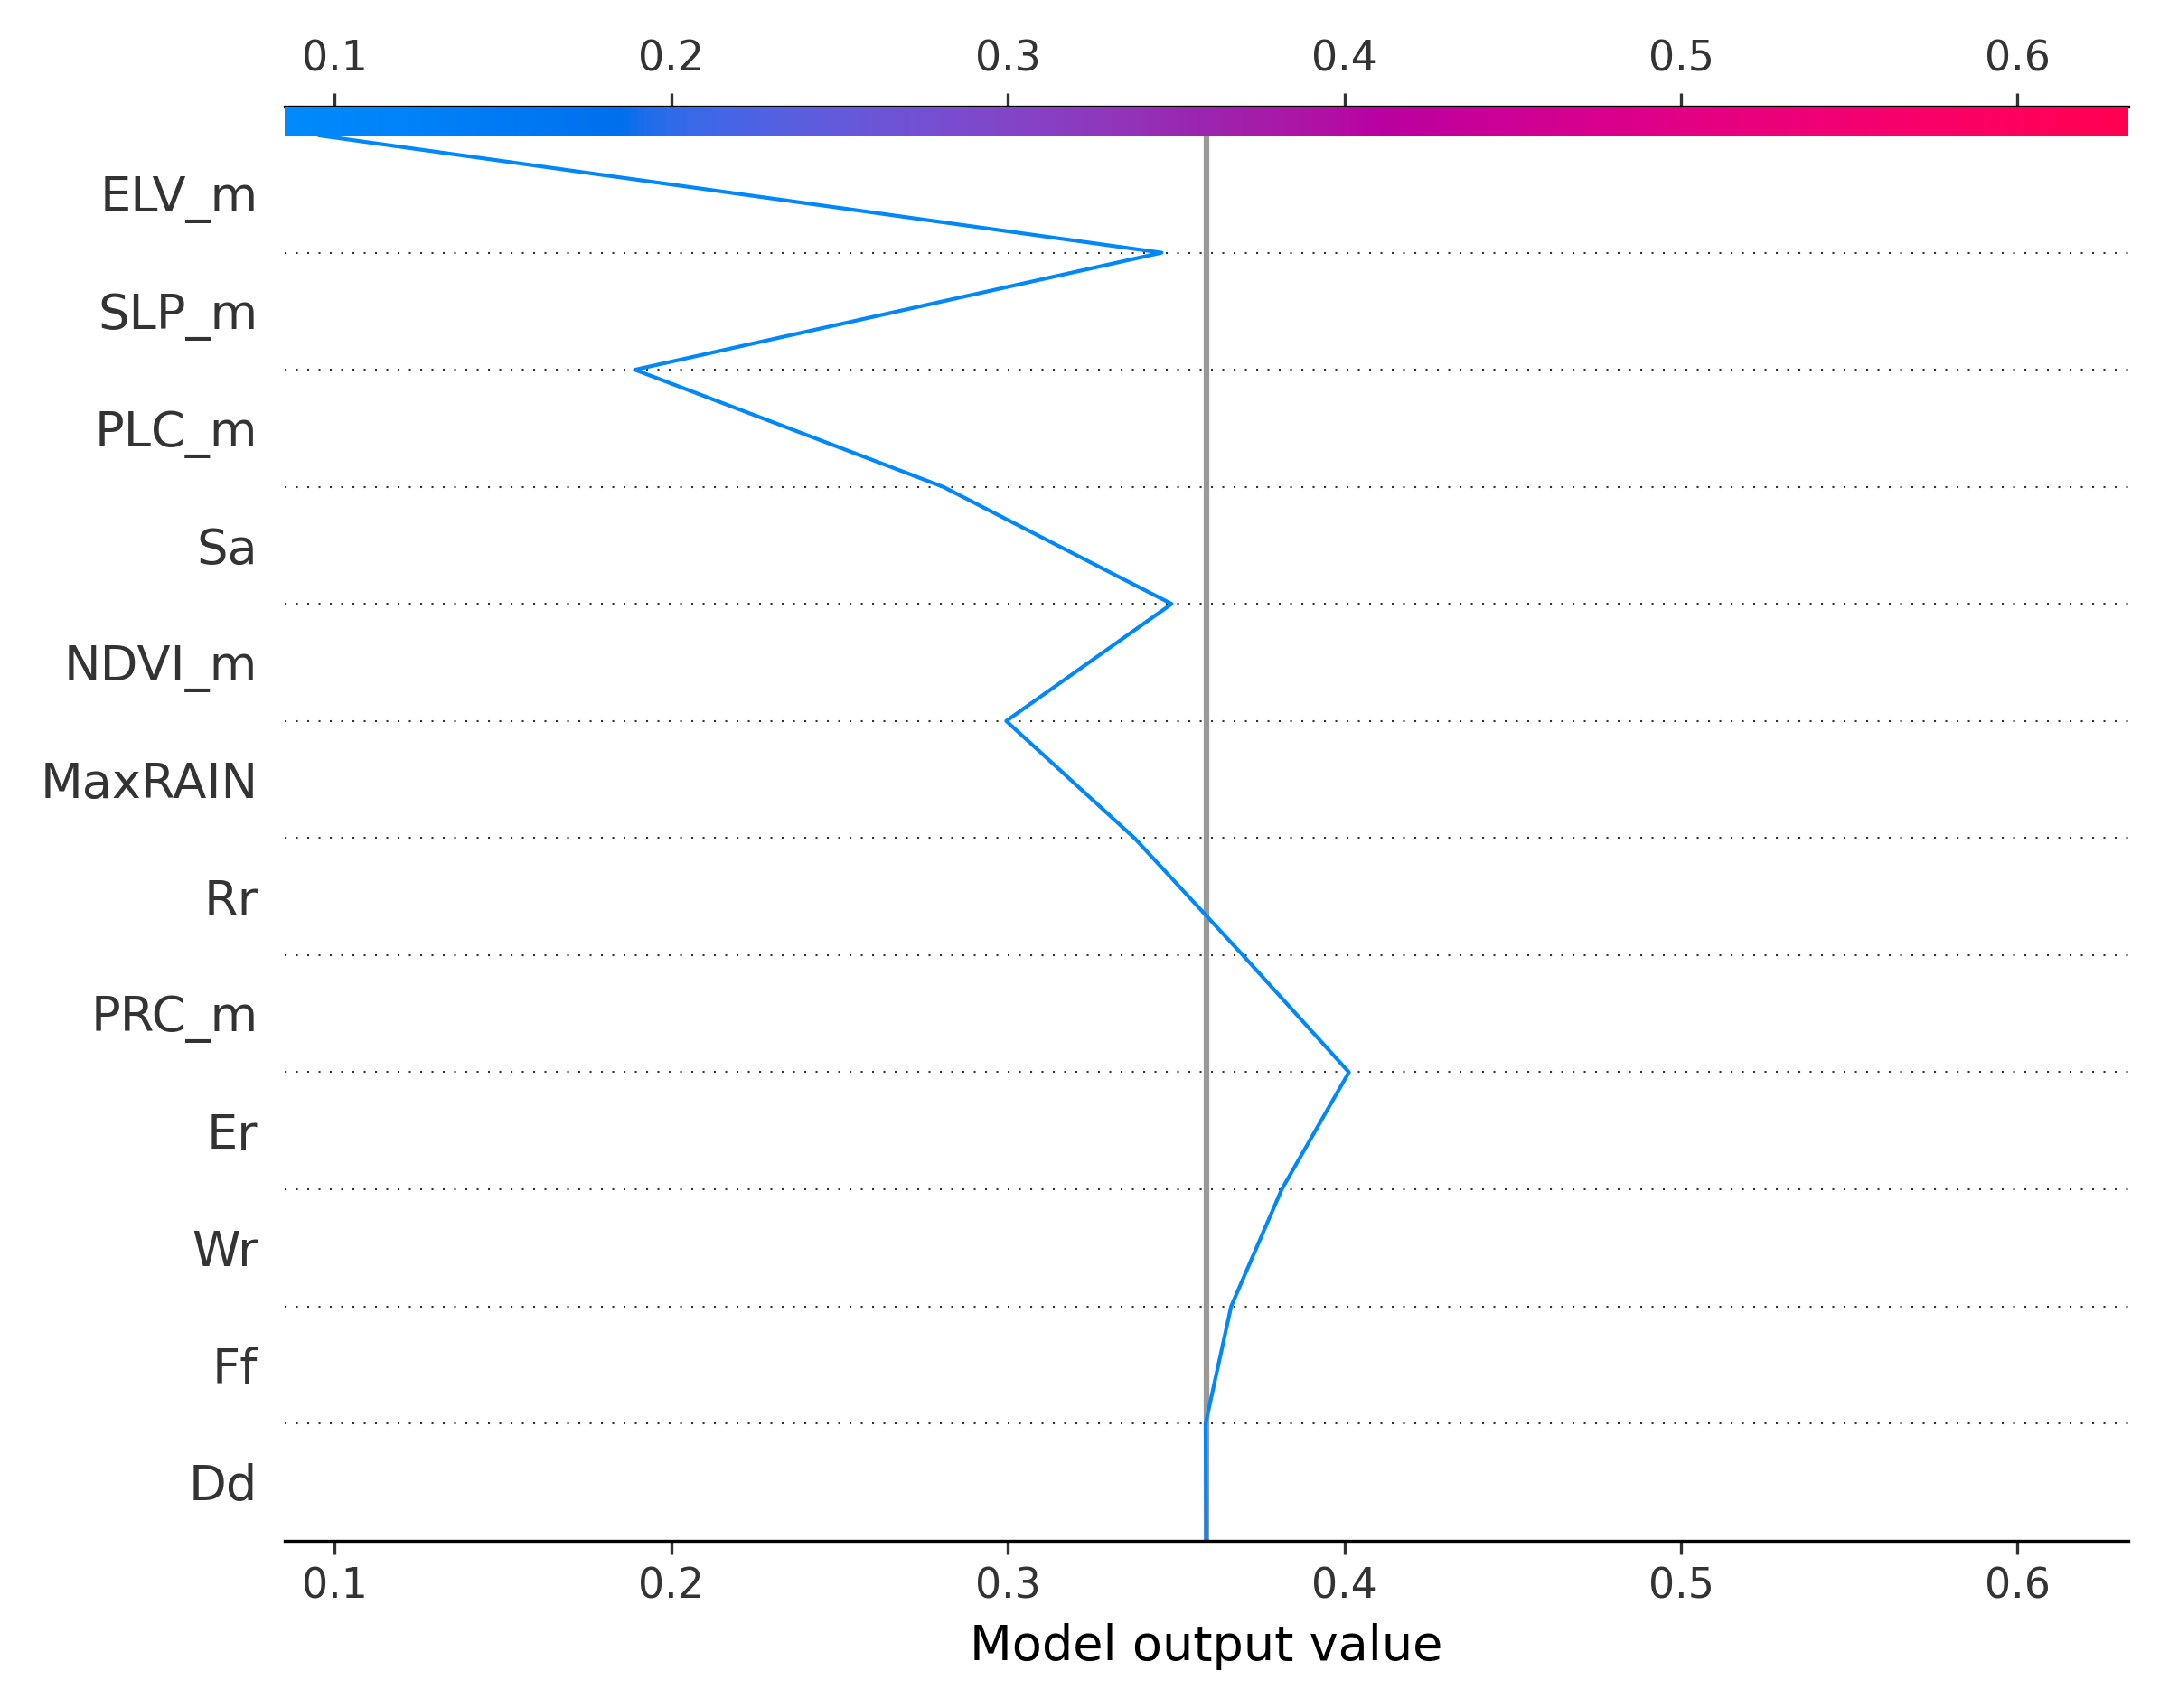 0.1 0.2 0.3 0.4 0.5 0.6
ELV_m
SLP_m
PLC_m
Sa
NDVI_m
MaxRAIN
Rr
PRC_m
Er
Wr
Ff
Dd
0.1 0.2 0.3 0.4 0.5 0.6
Model output value